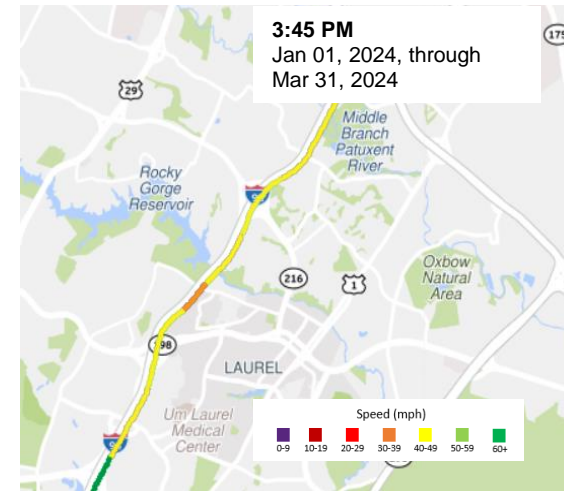 3:45 PM
Jan 01, 2024, through
Mar 31, 2024
175
29
Middle
Branch
Patuxent
River
Rocky
Gorge
Reservoir
216
1
Oxbow
Natural
Area
198
LAUREL
Um Laurel
Medical
Center
Speed (mph)
0-9 10-19 20-29 30-39 40-49 50-59 60+